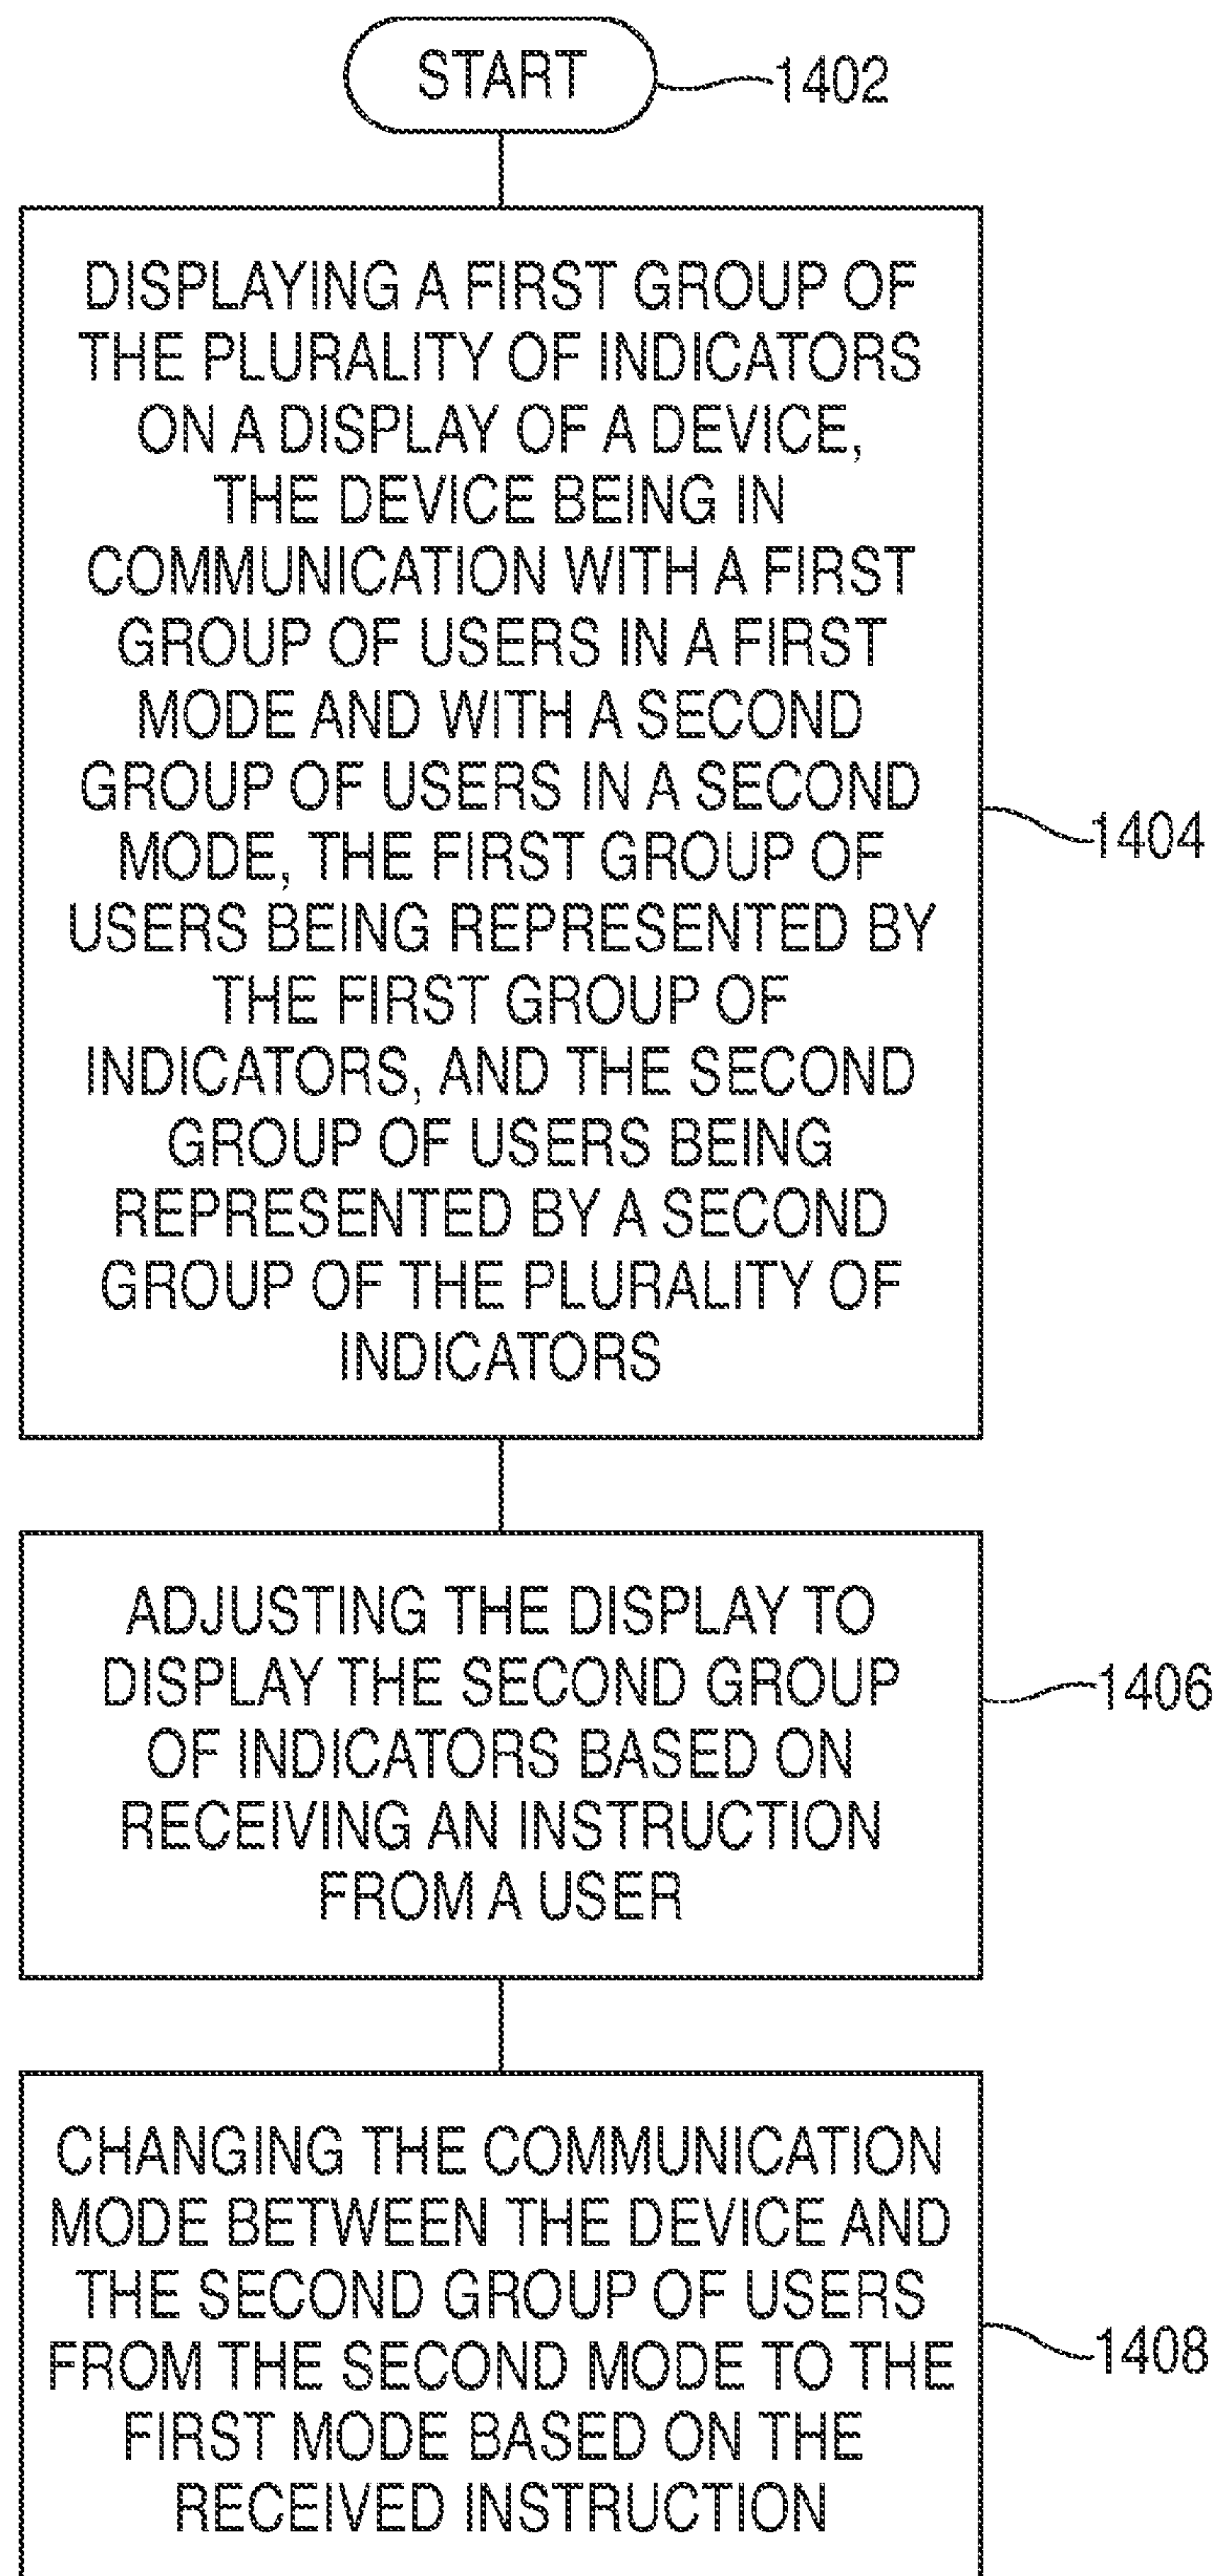 START
1402
DISPLAYING A FIRST GROUP OF
THE PLURALITY OF INDICATORS
ON A DISPLAY OF A DEVICE,
THE DEVICE BEING IN
COMMUNICATION WITH A FIRST
GROUP OF USERS IN A FIRST
MODE AND WITH A SECOND
GROUP OF USERS IN A SECOND
MODE, THE FIRST GROUP OF
USERS BEING REPRESENTED BY
THE FIRST GROUP OF
INDICATORS, AND THE SECOND
GROUP OF USERS BEING
REPRESENTED BY A SECOND
GROUP OF THE PLURALITY OF
INDICATORS
1404
ADJUSTING THE DISPLAY TO
DISPLAY THE SECOND GROUP
OF INDICATORS BASED ON
RECEIVING AN INSTRUCTION
FROM A USER
1406
CHANGING THE COMMUNICATION
MODE BETWEEN THE DEVICE AND
THE SECOND GROUP OF USERS
FROM THE SECOND MODE TO THE
FIRST MODE BASED ON THE
RECEIVED INSTRUCTION
1408